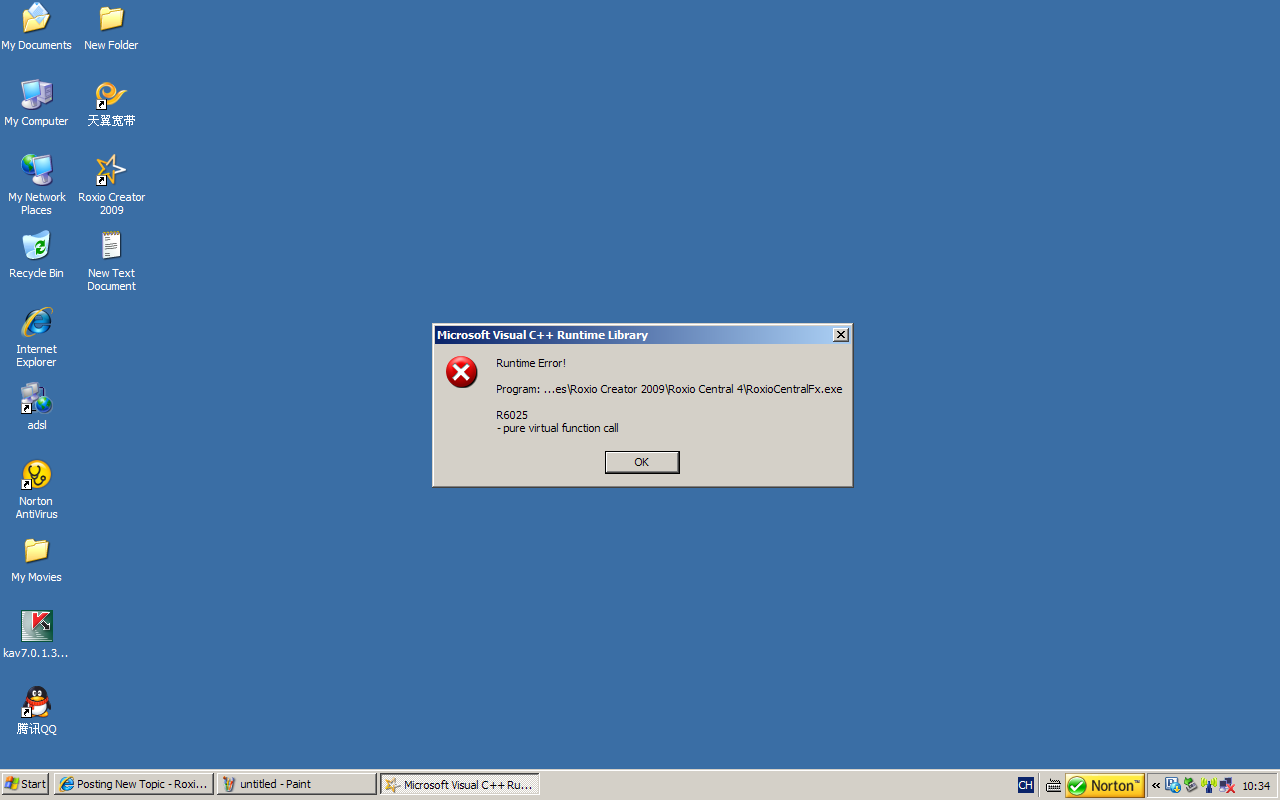 My Documents
New Folder
My Computer
天翼宽带
My Network
Places
Roxio Creator
2009
Recycle Bin
New Text
Document
Internet
Explorer
adsl
Norton
AntiVirus
My Movies
kav7.0.1.3...
腾讯QQ
Microsoft Visual C++ Runtime Library
Runtime Error!
Program: ...es\Roxio Creator 2009\Roxio Central 4\RoxioCentralFx.exe
R6025
- pure virtual function call
OK
Start
Posting New Topic - Roxi...
untitled - Paint
Microsoft Visual C++ Ru...
CH
Norton™
«
10:34